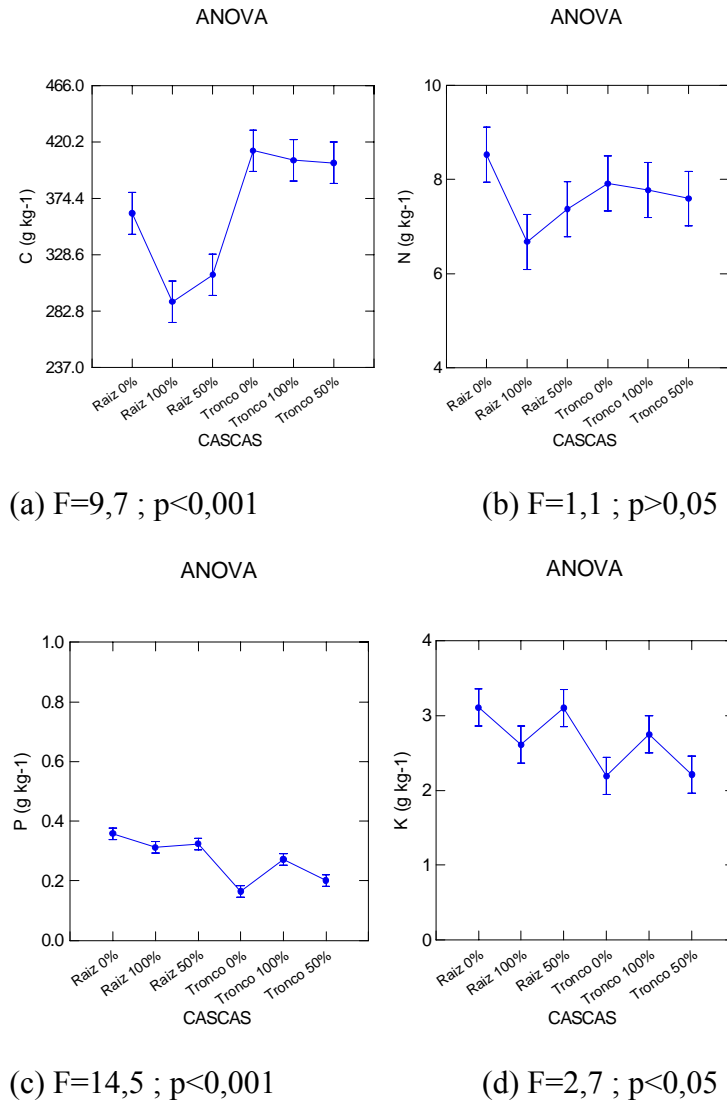 ANOVA
466.0
420.2
374.4
328.6
282.8
237.0
C (g kg-1)
Raiz 0%
Raiz 100%
Raiz 50%
Tronco 0%
Tronco 100%
Tronco 50%
CASCAS
ANOVA
10
8
6
4
N (g kg-1)
Raiz 0%
Raiz 100%
Raiz 50%
Tronco 0%
Tronco 100%
Tronco 50%
CASCAS
(a) F=9,7 ; p<0,001
(b) F=1,1 ; p>0,05
ANOVA
1.0
0.8
0.6
0.4
0.2
0.0
P (g kg-1)
Raiz 0%
Raiz 100%
Raiz 50%
Tronco 0%
Tronco 100%
Tronco 50%
CASCAS
ANOVA
4
3
2
1
0
K (g kg-1)
Raiz 0%
Raiz 100%
Raiz 50%
Tronco 0%
Tronco 100%
Tronco 50%
CASCAS
(c) F=14,5 ; p<0,001
(d) F=2,7 ; p<0,05